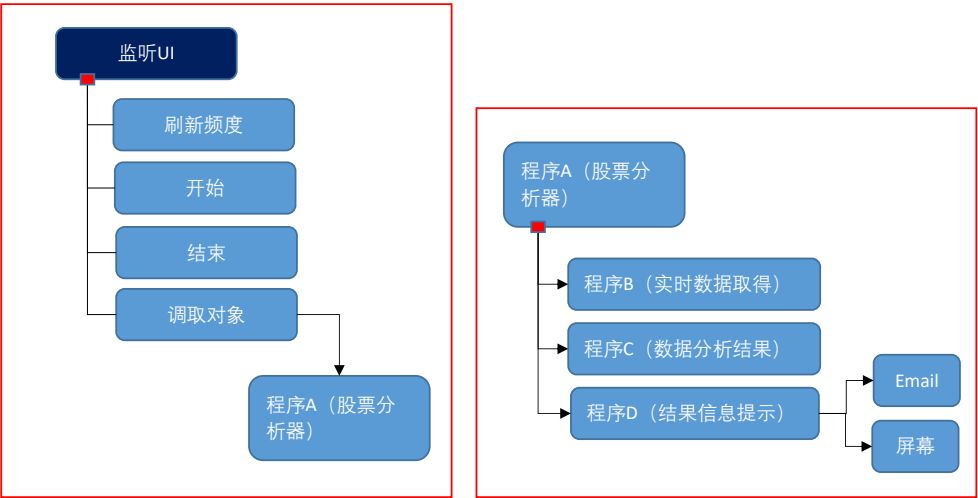 监听UI
刷新频度
开始
结束
调取对象
程序A（股票分
析器）
程序A（股票分
析器）
程序B（实时数据取得）
程序C（数据分析结果）
程序D（结果信息提示）
Email
屏幕